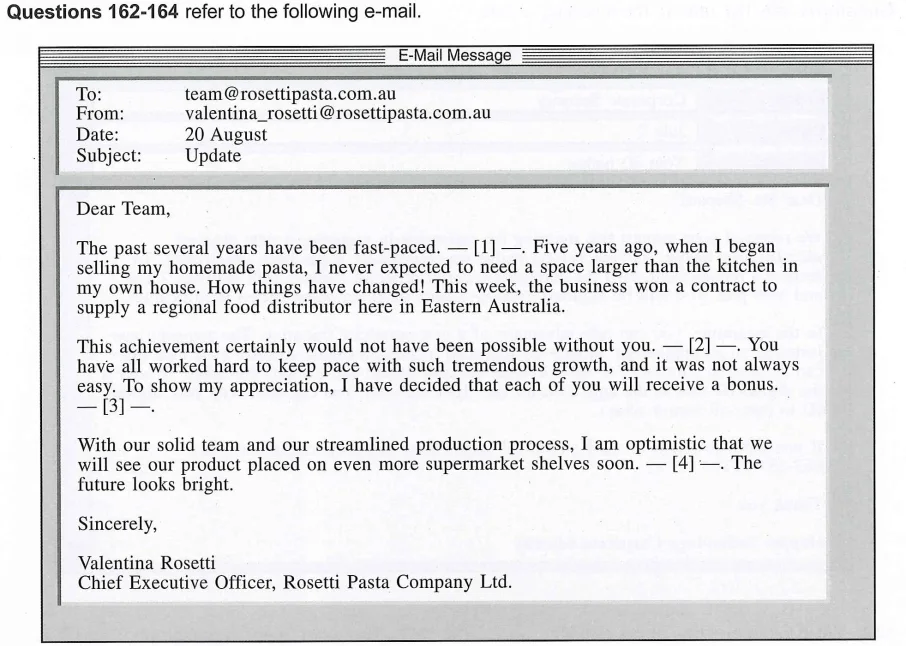 Questions 162-164 refer to the following e-mail.
E-Mail Message
To: team@rosettipasta.com.au
From: valentina_rosetti@rosettipasta.com.au
Date: 20 August
Subject: Update
Dear Team,
The past several years have been fast-paced. — [1] —. Five years ago, when I began
selling my homemade pasta, I never expected to need a space larger than the kitchen in
my own house. How things have changed! This week, the business won a contract to
supply a regional food distributor here in Eastern Australia.
This achievement certainly would not have been possible without you. — [2] —. You
have all worked hard to keep pace with such tremendous growth, and it was not always
easy. To show my appreciation, I have decided that each of you will receive a bonus.
— [3] —.
With our solid team and our streamlined production process, I am optimistic that we
will see our product placed on even more supermarket shelves soon. — [4] —. The
future looks bright.
Sincerely,
Valentina Rosetti
Chief Executive Officer, Rosetti Pasta Company Ltd.